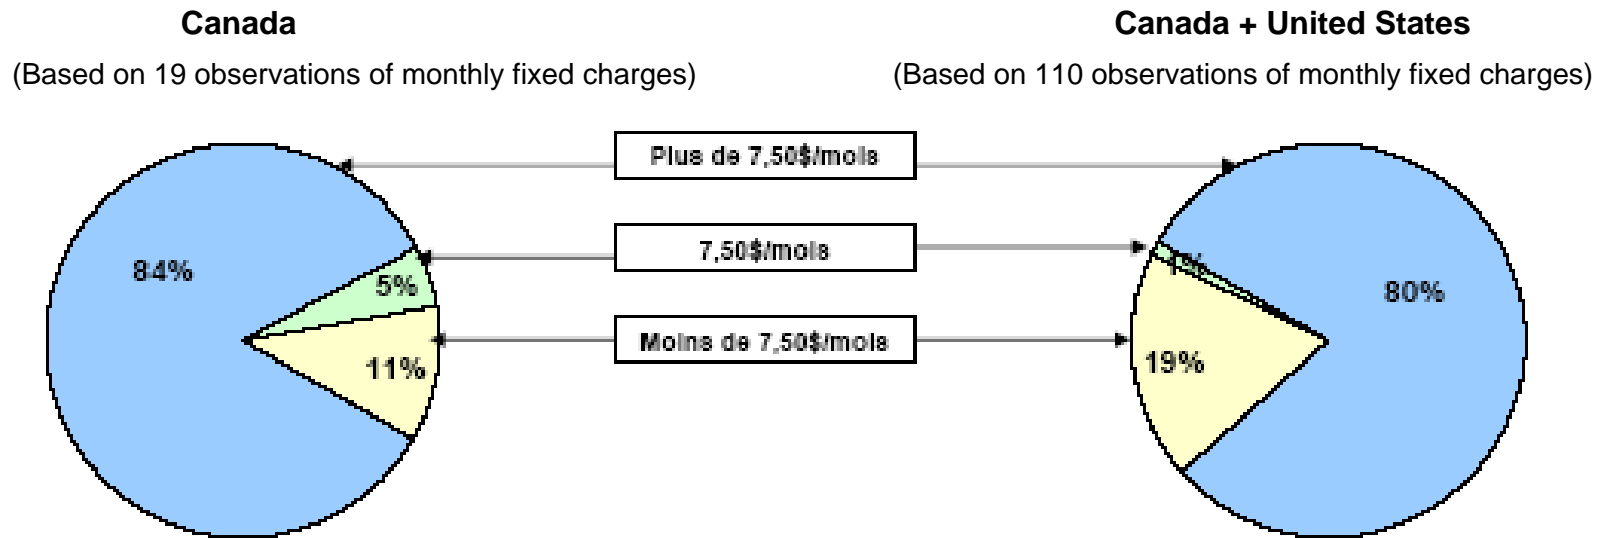 Canada
Canada + United States
(Based on 19 observations of monthly fixed charges)
(Based on 110 observations of monthly fixed charges)
Plus de 7,50$/mois
7,50$/mois
Moins de 7,50$/mois
84%
5%
11%
1%
80%
19%